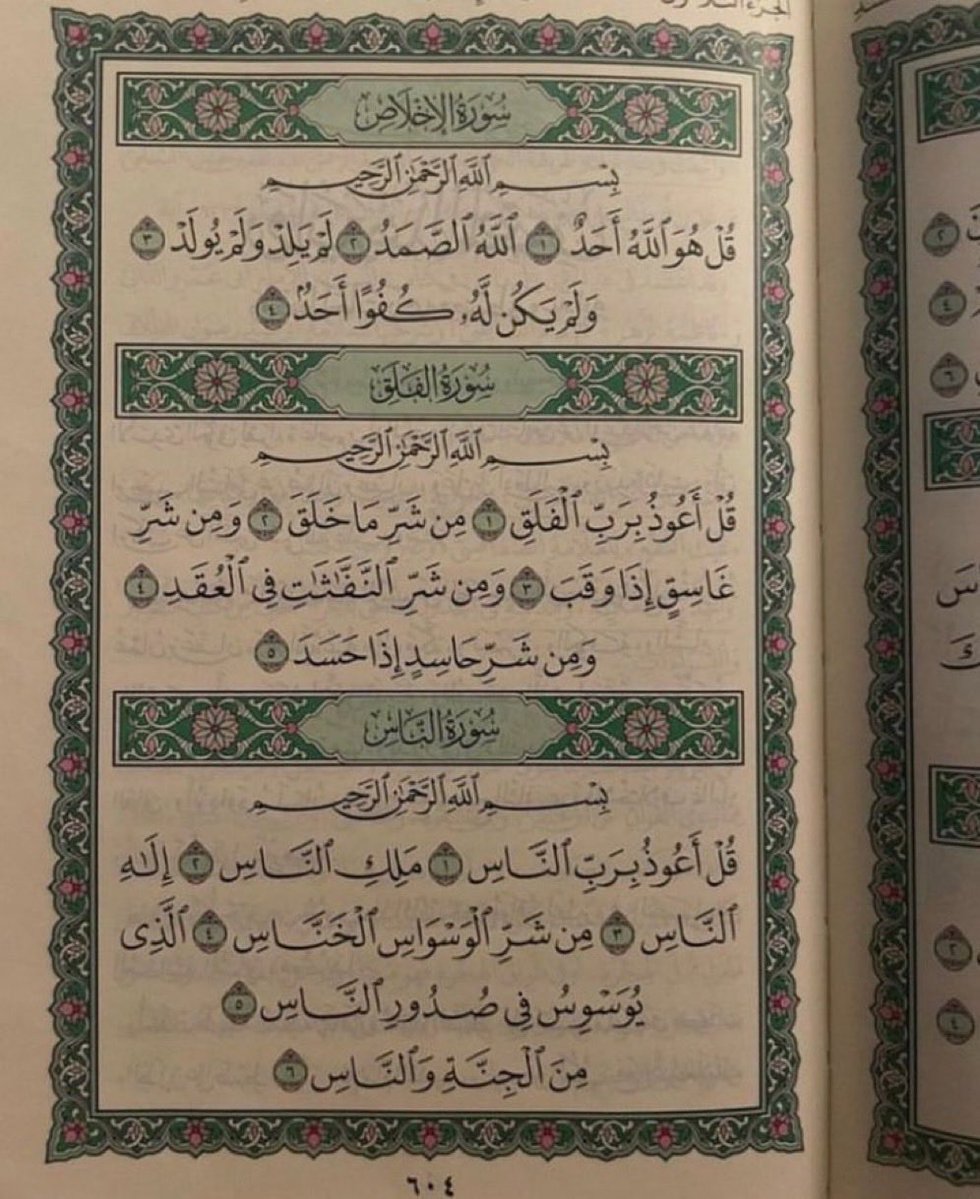 سُورَةُ الإِخْلَاصِ
بِسْمِ ٱللَّهِ ٱلرَّحْمَٰنِ ٱلرَّحِيمِ
قُلْ هُوَ ٱللَّهُ أَحَدٌ ١ ٱللَّهُ ٱلصَّمَدُ ٢ لَمْ يَلِدْ وَلَمْ يُولَدْ ٣
وَلَمْ يَكُن لَّهُۥ كُفُوًا أَحَدٌۢ ٤
سُورَةُ الفَلَقِ
بِسْمِ ٱللَّهِ ٱلرَّحْمَٰنِ ٱلرَّحِيمِ
قُلْ أَعُوذُ بِرَبِّ ٱلْفَلَقِ ١ مِن شَرِّ مَا خَلَقَ ٢ وَمِن شَرِّ
غَاسِقٍ إِذَا وَقَبَ ٣ وَمِن شَرِّ ٱلنَّفَّٰثَٰتِ فِى ٱلْعُقَدِ ٤
وَمِن شَرِّ حَاسِدٍ إِذَا حَسَدَ ٥
سُورَةُ النَّاسِ
بِسْمِ ٱللَّهِ ٱلرَّحْمَٰنِ ٱلرَّحِيمِ
قُلْ أَعُوذُ بِرَبِّ ٱلنَّاسِ ١ مَلِكِ ٱلنَّاسِ ٢ إِلَٰهِ
ٱلنَّاسِ ٣ مِن شَرِّ ٱلْوَسْوَاسِ ٱلْخَنَّاسِ ٤ ٱلَّذِى
يُوَسْوِسُ فِى صُدُورِ ٱلنَّاسِ ٥
مِنَ ٱلْجِنَّةِ وَٱلنَّاسِ ٦
٦٠٤